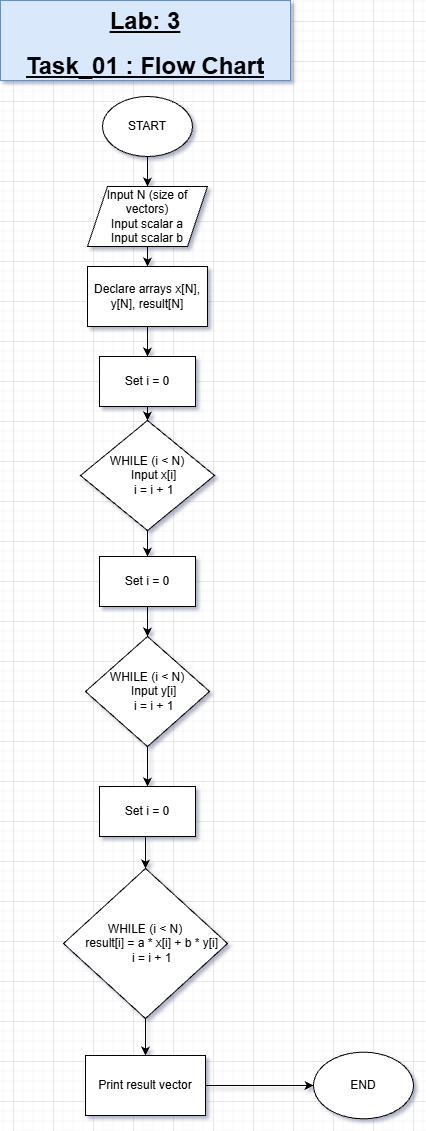 Lab: 3
Task_01 : Flow Chart
START
Input N (size of
vectors)
Input scalar a
Input scalar b
Declare arrays x[N],
y[N], result[N]
Set i = 0
WHILE (i < N)
Input x[i]
i = i + 1
Set i = 0
WHILE (i < N)
Input y[i]
i = i + 1
Set i = 0
WHILE (i < N)
result[i] = a * x[i] + b * y[i]
i = i + 1
Print result vector
END